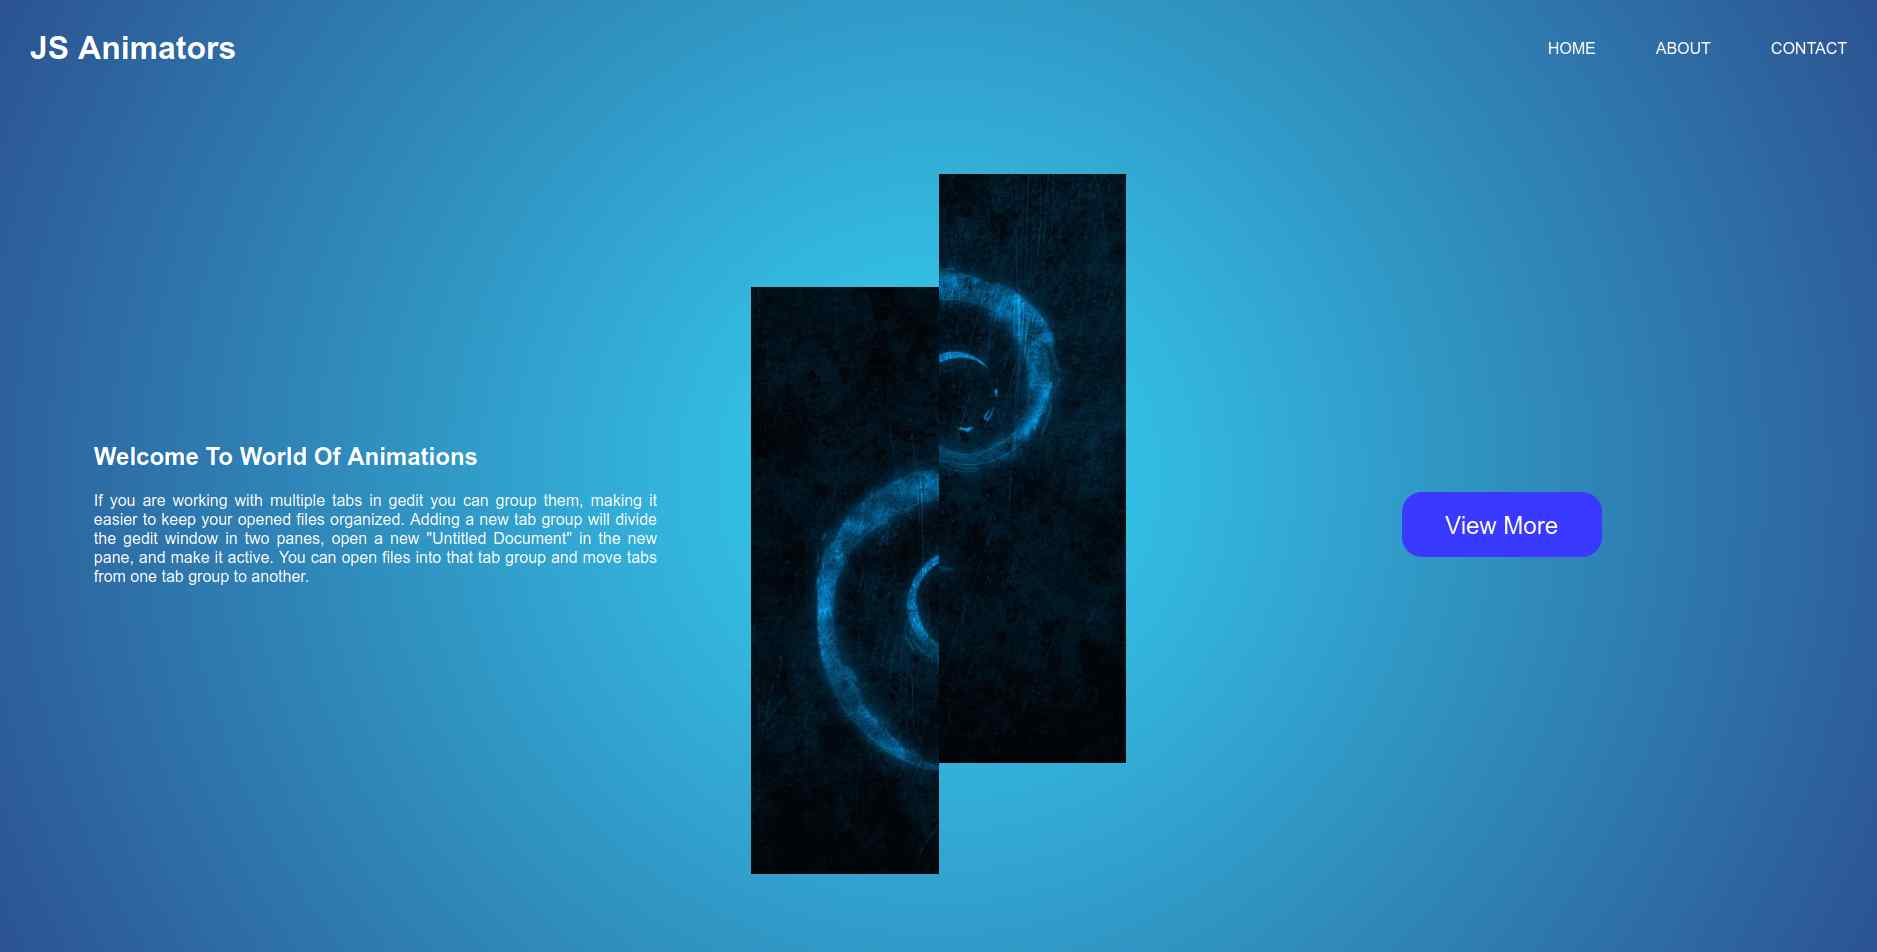 JS Animators
HOME ABOUT CONTACT
Welcome To World Of Animations
If you are working with multiple tabs in gedit you can group them, making it
easier to keep your opened files organized. Adding a new tab group will divide
the gedit window in two panes, open a new "Untitled Document" in the new
pane, and make it active. You can open files into that tab group and move tabs
from one tab group to another.
View More